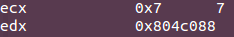 ecx            0x7      7
edx            0x804c088